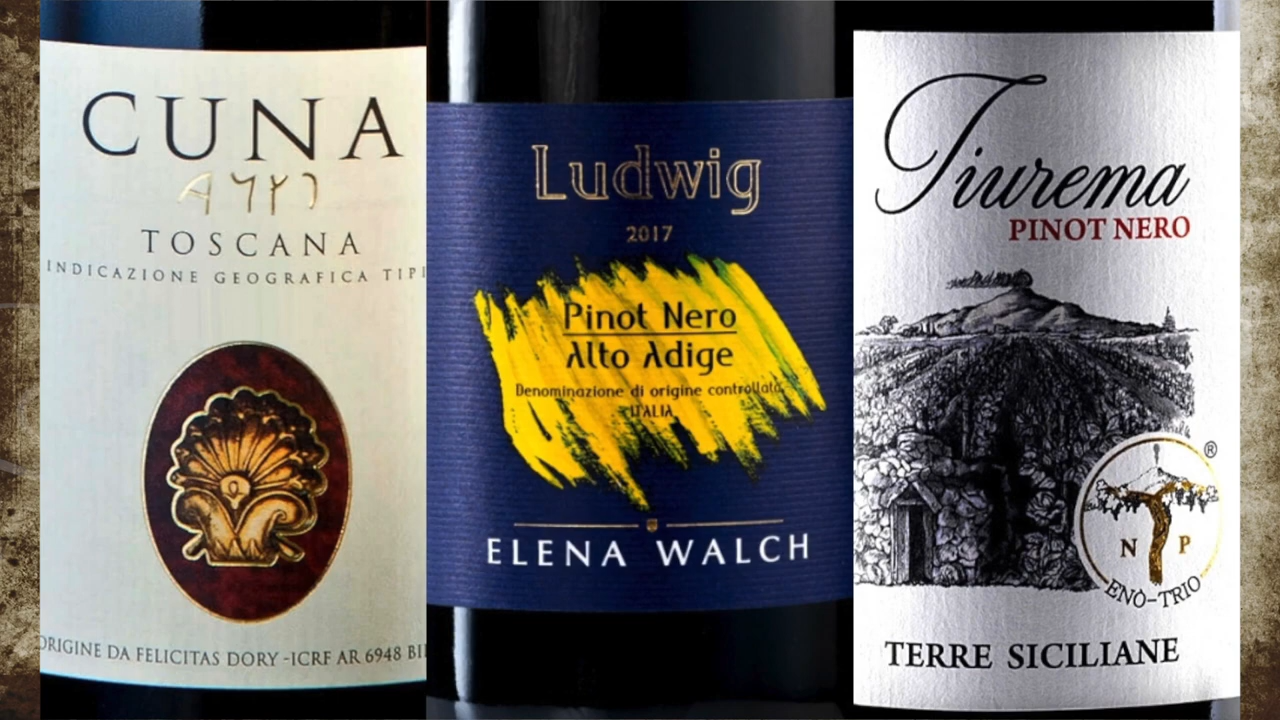 CUNA
TOSCANA
INDICAZIONE GEOGRAFICA TIPI
ORIGINE DA FELICITAS DORY -ICRF AR 6948 BI
Ludwig
2017
Pinot Nero
Alto Adige
Denominazione di origine controllata
ITALIA
ELENA WALCH
Tiurema
PINOT NERO
®
N P
ENÒ-TRIO
TERRE SICILIANE